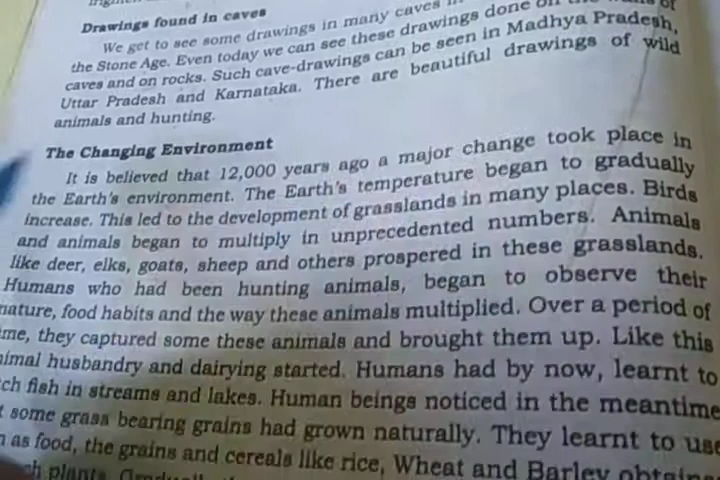 Drawings found in caves
We get to see some drawings in many caves
the Stone Age. Even today we can see these drawings done on the walls of
caves and on rocks. Such cave-drawings can be seen in Madhya Pradesh,
Uttar Pradesh and Karnataka. There are beautiful drawings of wild
animals and hunting.
The Changing Environment
It is believed that 12,000 years ago a major change took place in
the Earth's environment. The Earth's temperature began to gradually
increase. This led to the development of grasslands in many places. Birds
and animals began to multiply in unprecedented numbers. Animals
like deer, elks, goats, sheep and others prospered in these grasslands.
Humans who had been hunting animals, began to observe their
nature, food habits and the way these animals multiplied. Over a period of
me, they captured some these animals and brought them up. Like this
nimal husbandry and dairying started. Humans had by now, learnt to
tch fish in streams and lakes. Human beings noticed in the meantime
t some grass bearing grains had grown naturally. They learnt to use
as food, the grains and cereals like rice, Wheat and Barley
ch plants.